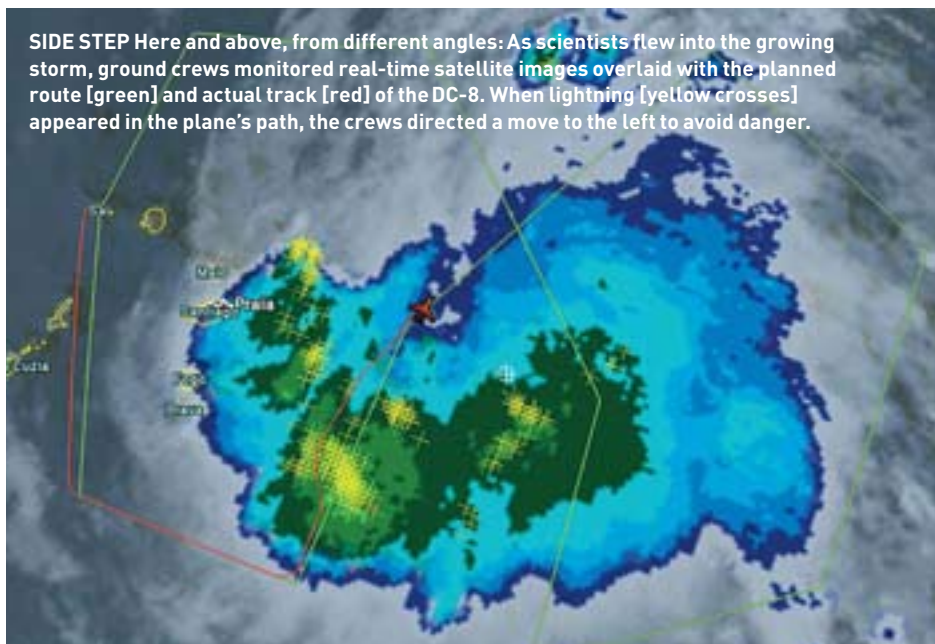 SIDE STEP Here and above, from different angles: As scientists flew into the growing
storm, ground crews monitored real-time satellite images overlaid with the planned
route [green] and actual track [red] of the DC-8. When lightning [yellow crosses]
appeared in the plane's path, the crews directed a move to the left to avoid danger.
Praia
Luzia